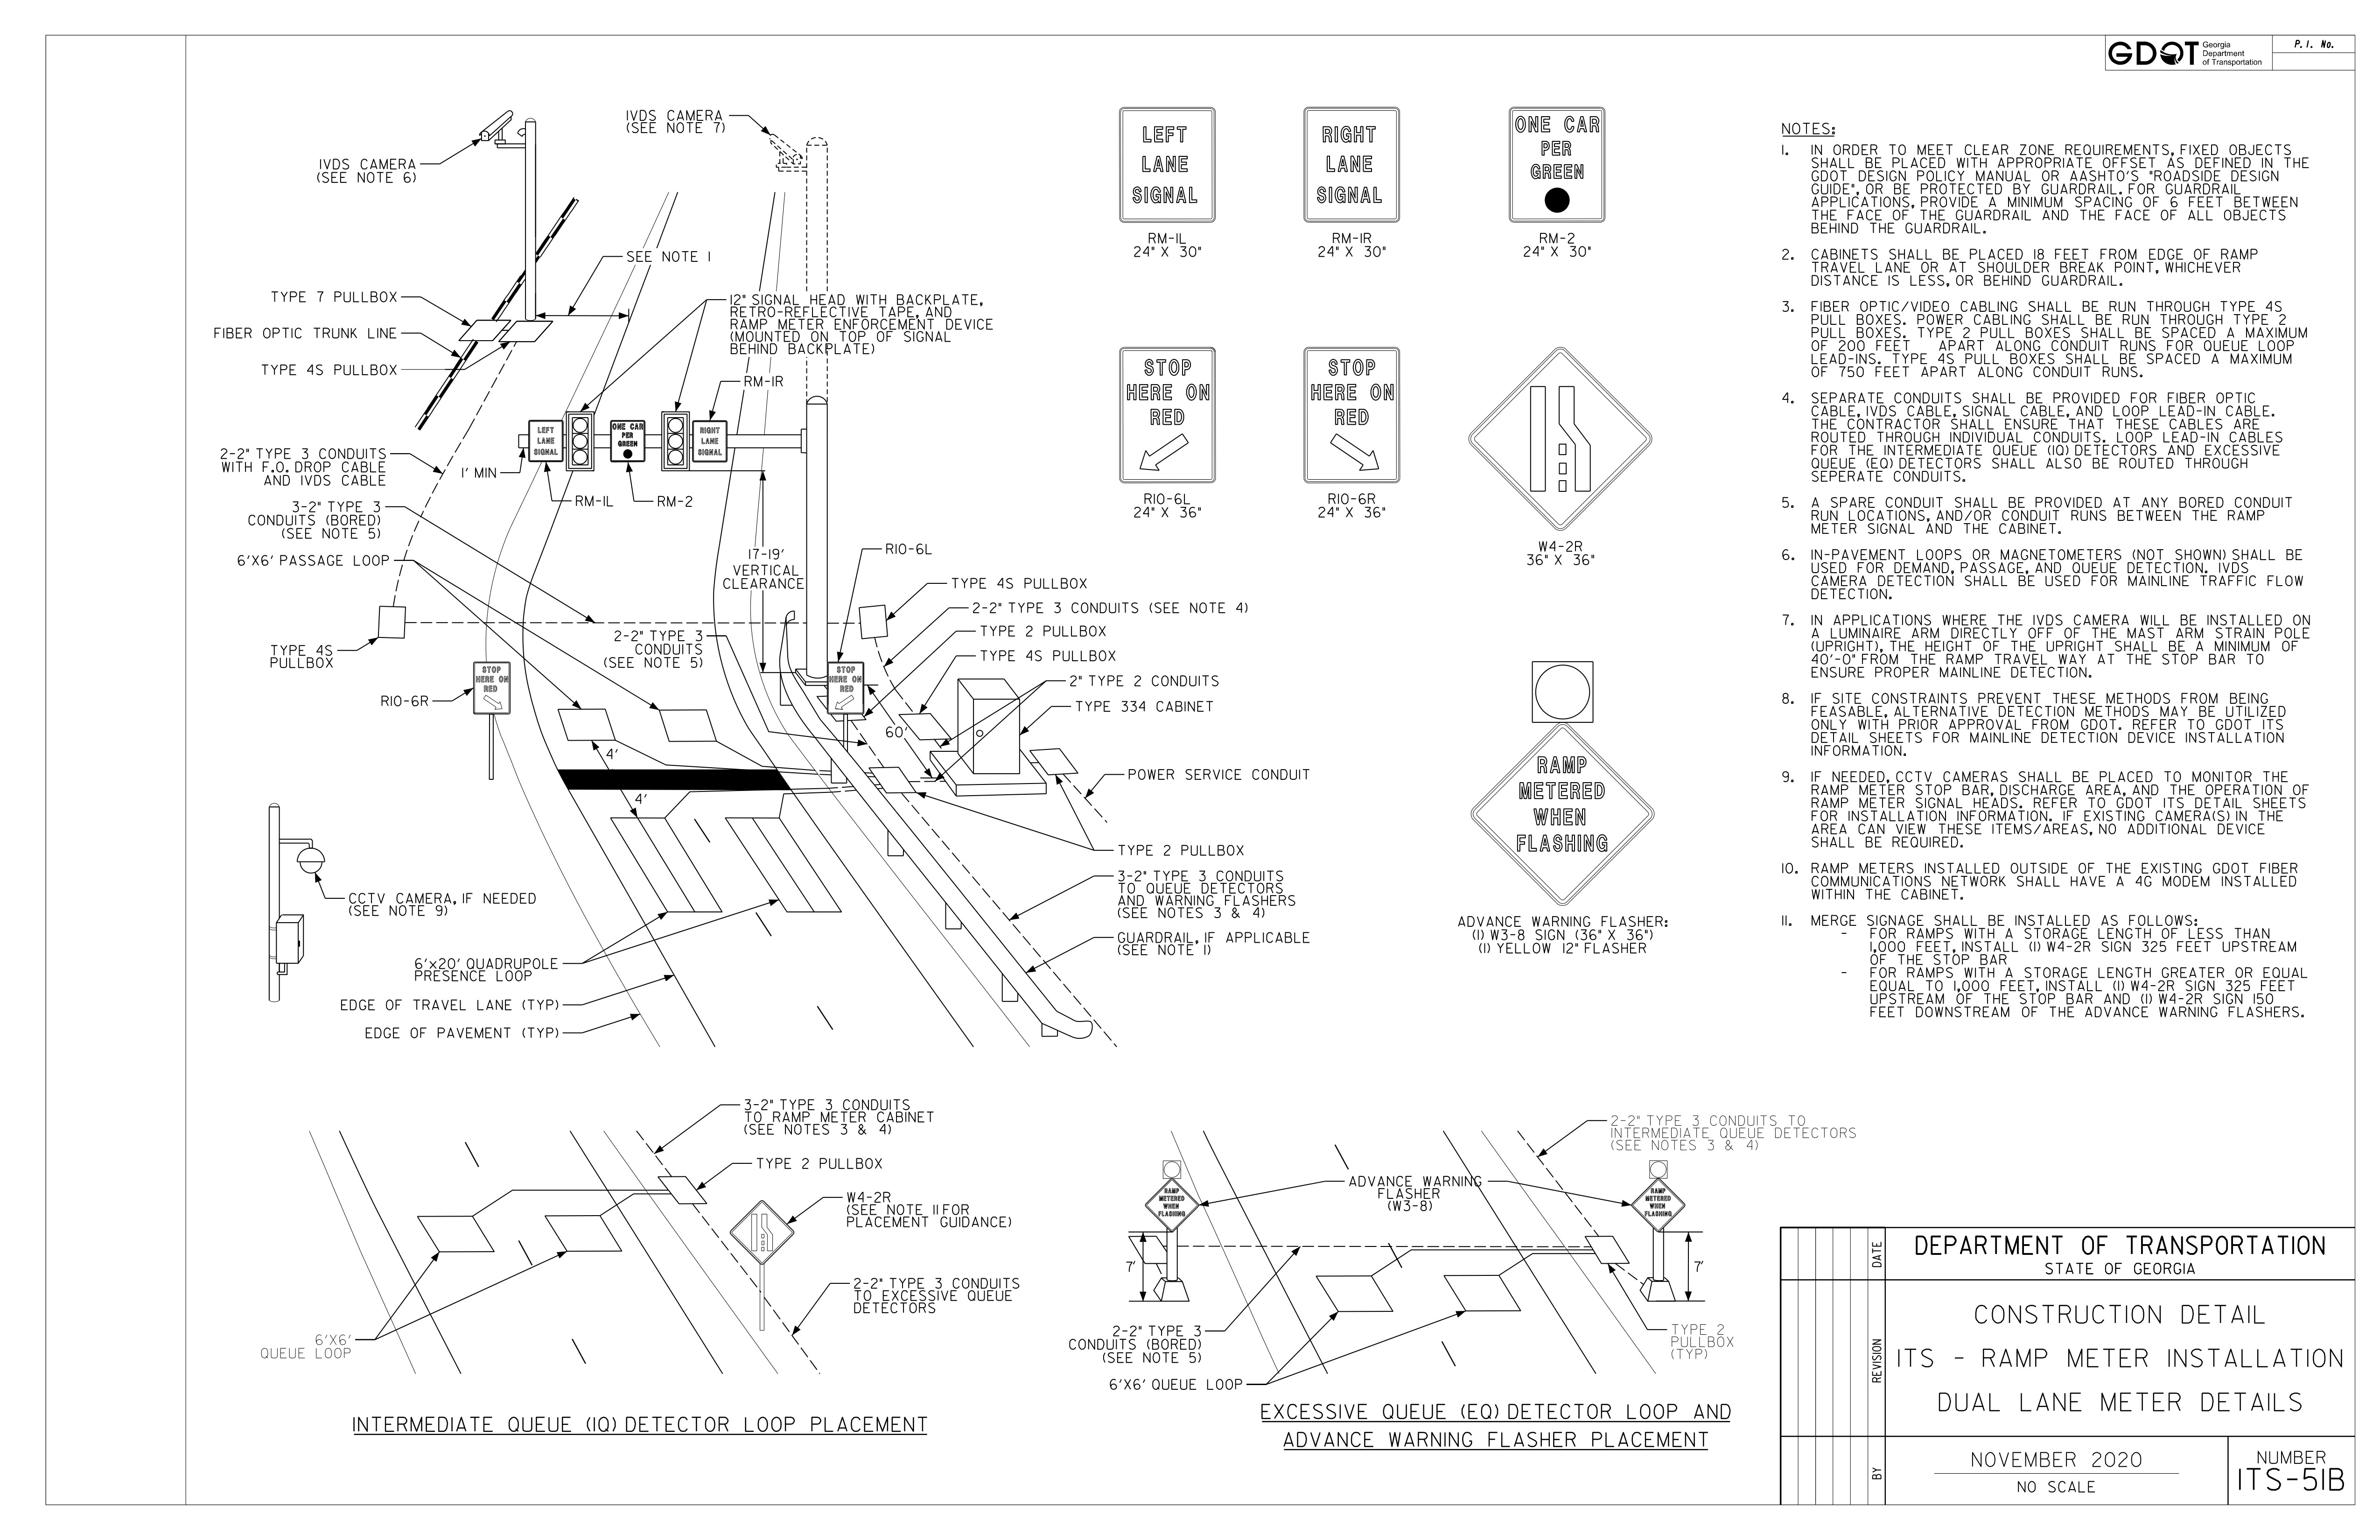 GDOT
Georgia
Department
of Transportation
P.I. No.
IVDS CAMERA
(SEE NOTE 7)
IVDS CAMERA
(SEE NOTE 6)
SEE NOTE 1
TYPE 7 PULLBOX
FIBER OPTIC TRUNK LINE
TYPE 4S PULLBOX
12" SIGNAL HEAD WITH BACKPLATE,
RETRO-REFLECTIVE TAPE, AND
RAMP METER ENFORCEMENT DEVICE
(MOUNTED ON TOP OF SIGNAL
BEHIND BACKPLATE)
RM-1R
LEFT
LANE
SIGNAL
ONE CAR
PER
GREEN
RIGHT
LANE
SIGNAL
2-2" TYPE 3 CONDUITS
WITH F.O. DROP CABLE
AND IVDS CABLE
1' MIN
RM-1L
RM-2
3-2" TYPE 3
CONDUITS (BORED)
(SEE NOTE 5)
6'X6' PASSAGE LOOP
17-19'
VERTICAL
CLEARANCE
R10-6L
TYPE 4S PULLBOX
2-2" TYPE 3 CONDUITS (SEE NOTE 4)
TYPE 2 PULLBOX
TYPE 4S PULLBOX
2-2" TYPE 3
CONDUITS
(SEE NOTE 5)
TYPE 4S
PULLBOX
STOP
HERE ON
RED
STOP
HERE ON
RED
R10-6R
2" TYPE 2 CONDUITS
TYPE 334 CABINET
60'
4'
4'
POWER SERVICE CONDUIT
TYPE 2 PULLBOX
3-2" TYPE 3 CONDUITS
TO QUEUE DETECTORS
AND WARNING FLASHERS
(SEE NOTES 3 & 4)
GUARDRAIL, IF APPLICABLE
(SEE NOTE 1)
CCTV CAMERA, IF NEEDED
(SEE NOTE 9)
6'x20' QUADRUPOLE
PRESENCE LOOP
EDGE OF TRAVEL LANE (TYP)
EDGE OF PAVEMENT (TYP)
LEFT
LANE
SIGNAL
RM-1L
24" X 30"
RIGHT
LANE
SIGNAL
RM-1R
24" X 30"
ONE CAR
PER
GREEN
RM-2
24" X 30"
STOP
HERE ON
RED
R10-6L
24" X 36"
STOP
HERE ON
RED
R10-6R
24" X 36"
W4-2R
36" X 36"
RAMP
METERED
WHEN
FLASHING
ADVANCE WARNING FLASHER:
(1) W3-8 SIGN (36" X 36")
(1) YELLOW 12" FLASHER
NOTES:
1. IN ORDER TO MEET CLEAR ZONE REQUIREMENTS, FIXED OBJECTS
SHALL BE PLACED WITH APPROPRIATE OFFSET AS DEFINED IN THE
GDOT DESIGN POLICY MANUAL OR AASHTO'S "ROADSIDE DESIGN
GUIDE", OR BE PROTECTED BY GUARDRAIL. FOR GUARDRAIL
APPLICATIONS, PROVIDE A MINIMUM SPACING OF 6 FEET BETWEEN
THE FACE OF THE GUARDRAIL AND THE FACE OF ALL OBJECTS
BEHIND THE GUARDRAIL.
2. CABINETS SHALL BE PLACED 18 FEET FROM EDGE OF RAMP
TRAVEL LANE OR AT SHOULDER BREAK POINT, WHICHEVER
DISTANCE IS LESS, OR BEHIND GUARDRAIL.
3. FIBER OPTIC/VIDEO CABLING SHALL BE RUN THROUGH TYPE 4S
PULL BOXES. POWER CABLING SHALL BE RUN THROUGH TYPE 2
PULL BOXES. TYPE 2 PULL BOXES SHALL BE SPACED A MAXIMUM
OF 200 FEET APART ALONG CONDUIT RUNS FOR QUEUE LOOP
LEAD-INS. TYPE 4S PULL BOXES SHALL BE SPACED A MAXIMUM
OF 750 FEET APART ALONG CONDUIT RUNS.
4. SEPARATE CONDUITS SHALL BE PROVIDED FOR FIBER OPTIC
CABLE, IVDS CABLE, SIGNAL CABLE, AND LOOP LEAD-IN CABLE.
THE CONTRACTOR SHALL ENSURE THAT THESE CABLES ARE
ROUTED THROUGH INDIVIDUAL CONDUITS. LOOP LEAD-IN CABLES
FOR THE INTERMEDIATE QUEUE (IQ) DETECTORS AND EXCESSIVE
QUEUE (EQ) DETECTORS SHALL ALSO BE ROUTED THROUGH
SEPERATE CONDUITS.
5. A SPARE CONDUIT SHALL BE PROVIDED AT ANY BORED CONDUIT
RUN LOCATIONS, AND/OR CONDUIT RUNS BETWEEN THE RAMP
METER SIGNAL AND THE CABINET.
6. IN-PAVEMENT LOOPS OR MAGNETOMETERS (NOT SHOWN) SHALL BE
USED FOR DEMAND, PASSAGE, AND QUEUE DETECTION. IVDS
CAMERA DETECTION SHALL BE USED FOR MAINLINE TRAFFIC FLOW
DETECTION.
7. IN APPLICATIONS WHERE THE IVDS CAMERA WILL BE INSTALLED ON
A LUMINAIRE ARM DIRECTLY OFF OF THE MAST ARM STRAIN POLE
(UPRIGHT), THE HEIGHT OF THE UPRIGHT SHALL BE A MINIMUM OF
40'-0" FROM THE RAMP TRAVEL WAY AT THE STOP BAR TO
ENSURE PROPER MAINLINE DETECTION.
8. IF SITE CONSTRAINTS PREVENT THESE METHODS FROM BEING
FEASABLE, ALTERNATIVE DETECTION METHODS MAY BE UTILIZED
ONLY WITH PRIOR APPROVAL FROM GDOT. REFER TO GDOT ITS
DETAIL SHEETS FOR MAINLINE DETECTION DEVICE INSTALLATION
INFORMATION.
9. IF NEEDED, CCTV CAMERAS SHALL BE PLACED TO MONITOR THE
RAMP METER STOP BAR, DISCHARGE AREA, AND THE OPERATION OF
RAMP METER SIGNAL HEADS. REFER TO GDOT ITS DETAIL SHEETS
FOR INSTALLATION INFORMATION. IF EXISTING CAMERA(S) IN THE
AREA CAN VIEW THESE ITEMS/AREAS, NO ADDITIONAL DEVICE
SHALL BE REQUIRED.
10. RAMP METERS INSTALLED OUTSIDE OF THE EXISTING GDOT FIBER
COMMUNICATIONS NETWORK SHALL HAVE A 4G MODEM INSTALLED
WITHIN THE CABINET.
11. MERGE SIGNAGE SHALL BE INSTALLED AS FOLLOWS:
- FOR RAMPS WITH A STORAGE LENGTH OF LESS THAN
1,000 FEET, INSTALL (1) W4-2R SIGN 325 FEET UPSTREAM
OF THE STOP BAR
- FOR RAMPS WITH A STORAGE LENGTH GREATER OR EQUAL
EQUAL TO 1,000 FEET, INSTALL (1) W4-2R SIGN 325 FEET
UPSTREAM OF THE STOP BAR AND (1) W4-2R SIGN 150
FEET DOWNSTREAM OF THE ADVANCE WARNING FLASHERS.
3-2" TYPE 3 CONDUITS
TO RAMP METER CABINET
(SEE NOTES 3 & 4)
TYPE 2 PULLBOX
W4-2R
(SEE NOTE 11 FOR
PLACEMENT GUIDANCE)
2-2" TYPE 3 CONDUITS
TO EXCESSIVE QUEUE
DETECTORS
6'X6'
QUEUE LOOP
INTERMEDIATE QUEUE (IQ) DETECTOR LOOP PLACEMENT
2-2" TYPE 3 CONDUITS TO
INTERMEDIATE QUEUE DETECTORS
(SEE NOTES 3 & 4)
ADVANCE WARNING
FLASHER
(W3-8)
RAMP
METERED
WHEN
FLASHING
RAMP
METERED
WHEN
FLASHING
7'
7'
2-2" TYPE 3
CONDUITS (BORED)
(SEE NOTE 5)
TYPE 2
PULLBOX
(TYP)
6'X6' QUEUE LOOP
EXCESSIVE QUEUE (EQ) DETECTOR LOOP AND
ADVANCE WARNING FLASHER PLACEMENT
DATE
REVISION
BY
DEPARTMENT OF TRANSPORTATION
STATE OF GEORGIA
CONSTRUCTION DETAIL
ITS - RAMP METER INSTALLATION
DUAL LANE METER DETAILS
NOVEMBER 2020
NO SCALE
NUMBER
ITS-51B